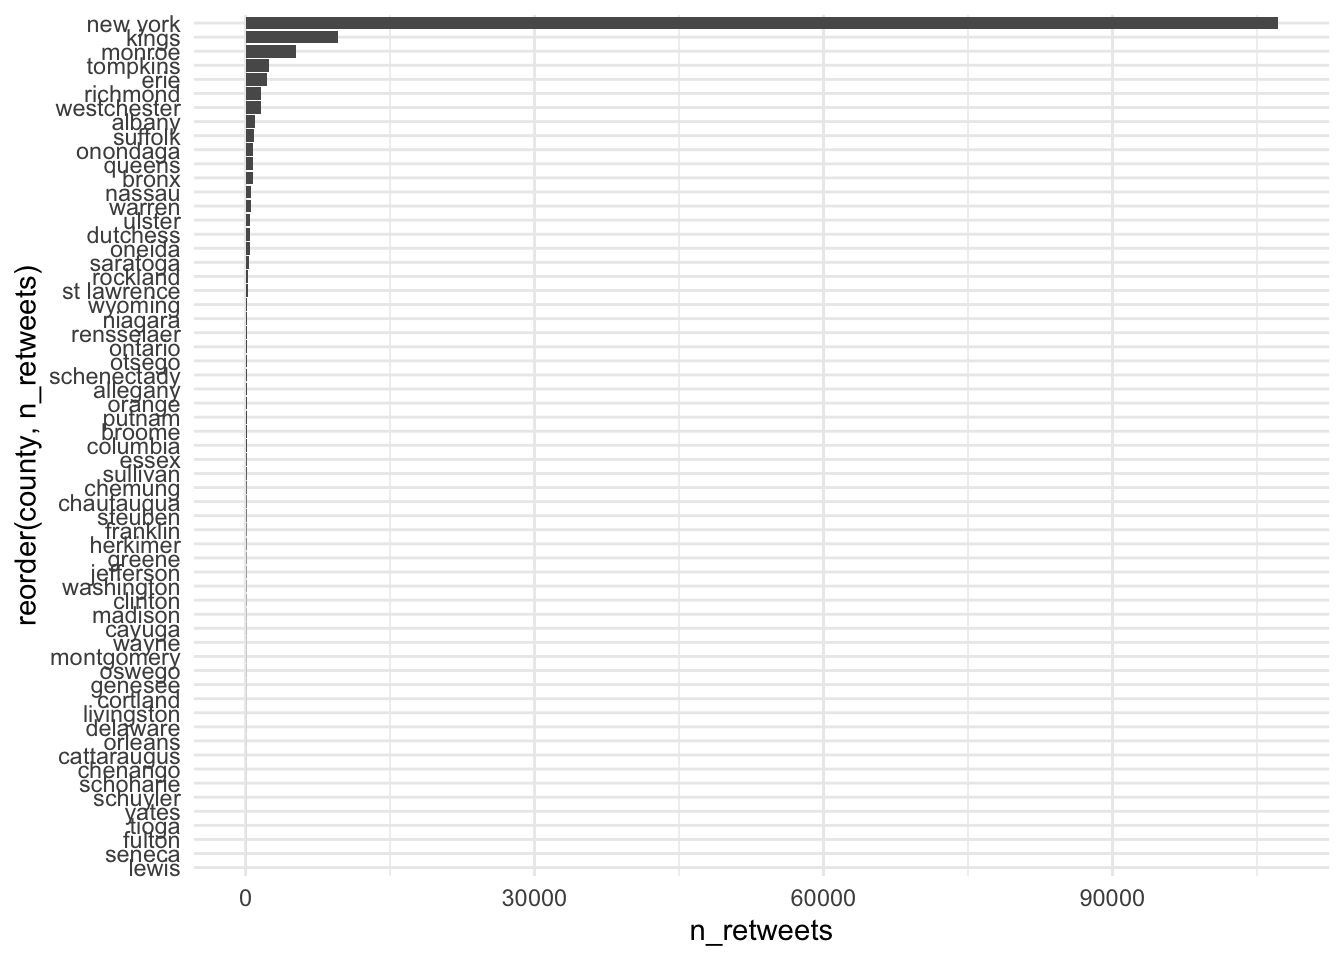 new york
kings
monroe
tompkins
erie
richmond
westchester
albany
suffolk
onondaga
queens
bronx
nassau
warren
ulster
dutchess
oneida
saratoga
rockland
st lawrence
wyoming
niagara
rensselaer
ontario
otsego
schenectady
allegany
orange
putnam
broome
columbia
essex
sullivan
chemung
chautauqua
steuben
franklin
herkimer
greene
jefferson
washington
clinton
madison
cayuga
wayne
montgomery
oswego
genesee
cortland
livingston
delaware
orleans
cattaraugus
chenango
schoharie
schuyler
yates
tioga
fulton
seneca
lewis
reorder(county, n_retweets)
0 30000 60000 90000
n_retweets